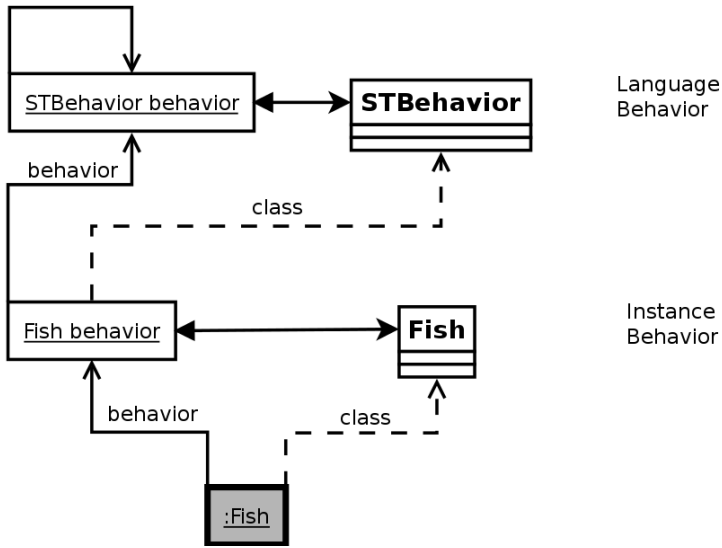 STBehavior behavior
STBehavior
Language
Behavior
behavior
class
Fish behavior
Fish
Instance
Behavior
behavior
class
:Fish